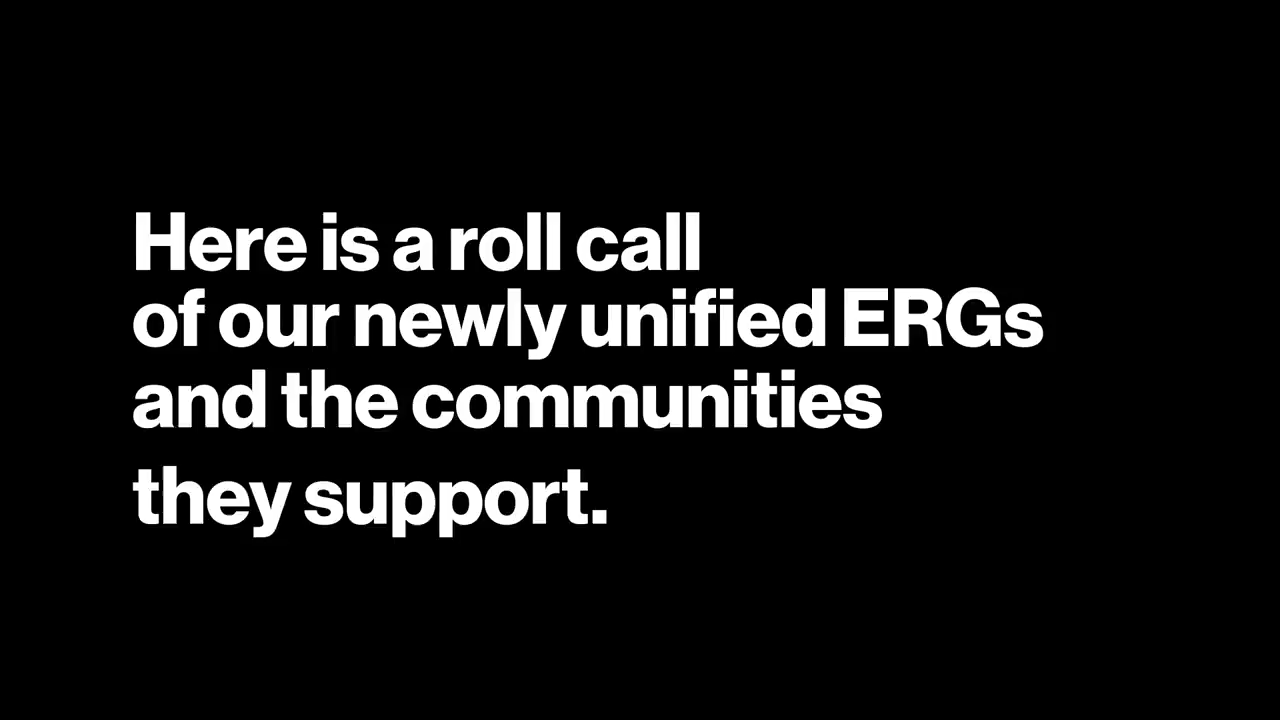 Here is a roll call
of our newly unified ERGs
and the communities
they support.